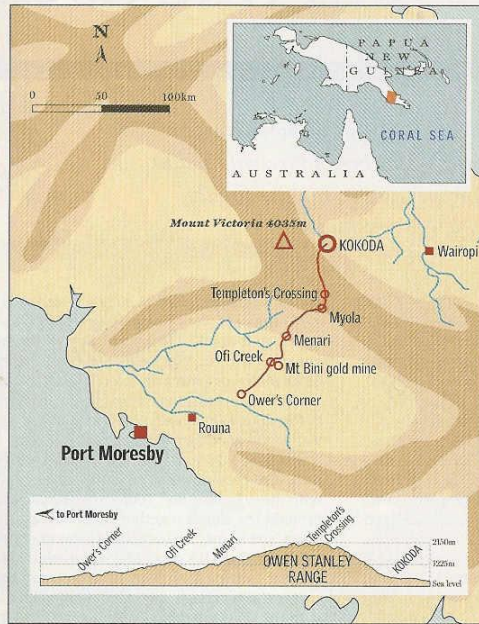 N
0 50 100km
PAPUA
NEW
GUINEA
CORAL SEA
AUSTRALIA
Mount Victoria 4035m
KOKODA
Wairopi
Templeton's Crossing
Myola
Menari
Ofi Creek
Mt Bini gold mine
Ower's Corner
Rouna
Port Moresby
to Port Moresby
Ower's Corner
Ofi Creek
Menari
Templeton's
Crossing
KOKODA
OWEN STANLEY
RANGE
2150m
Sea level